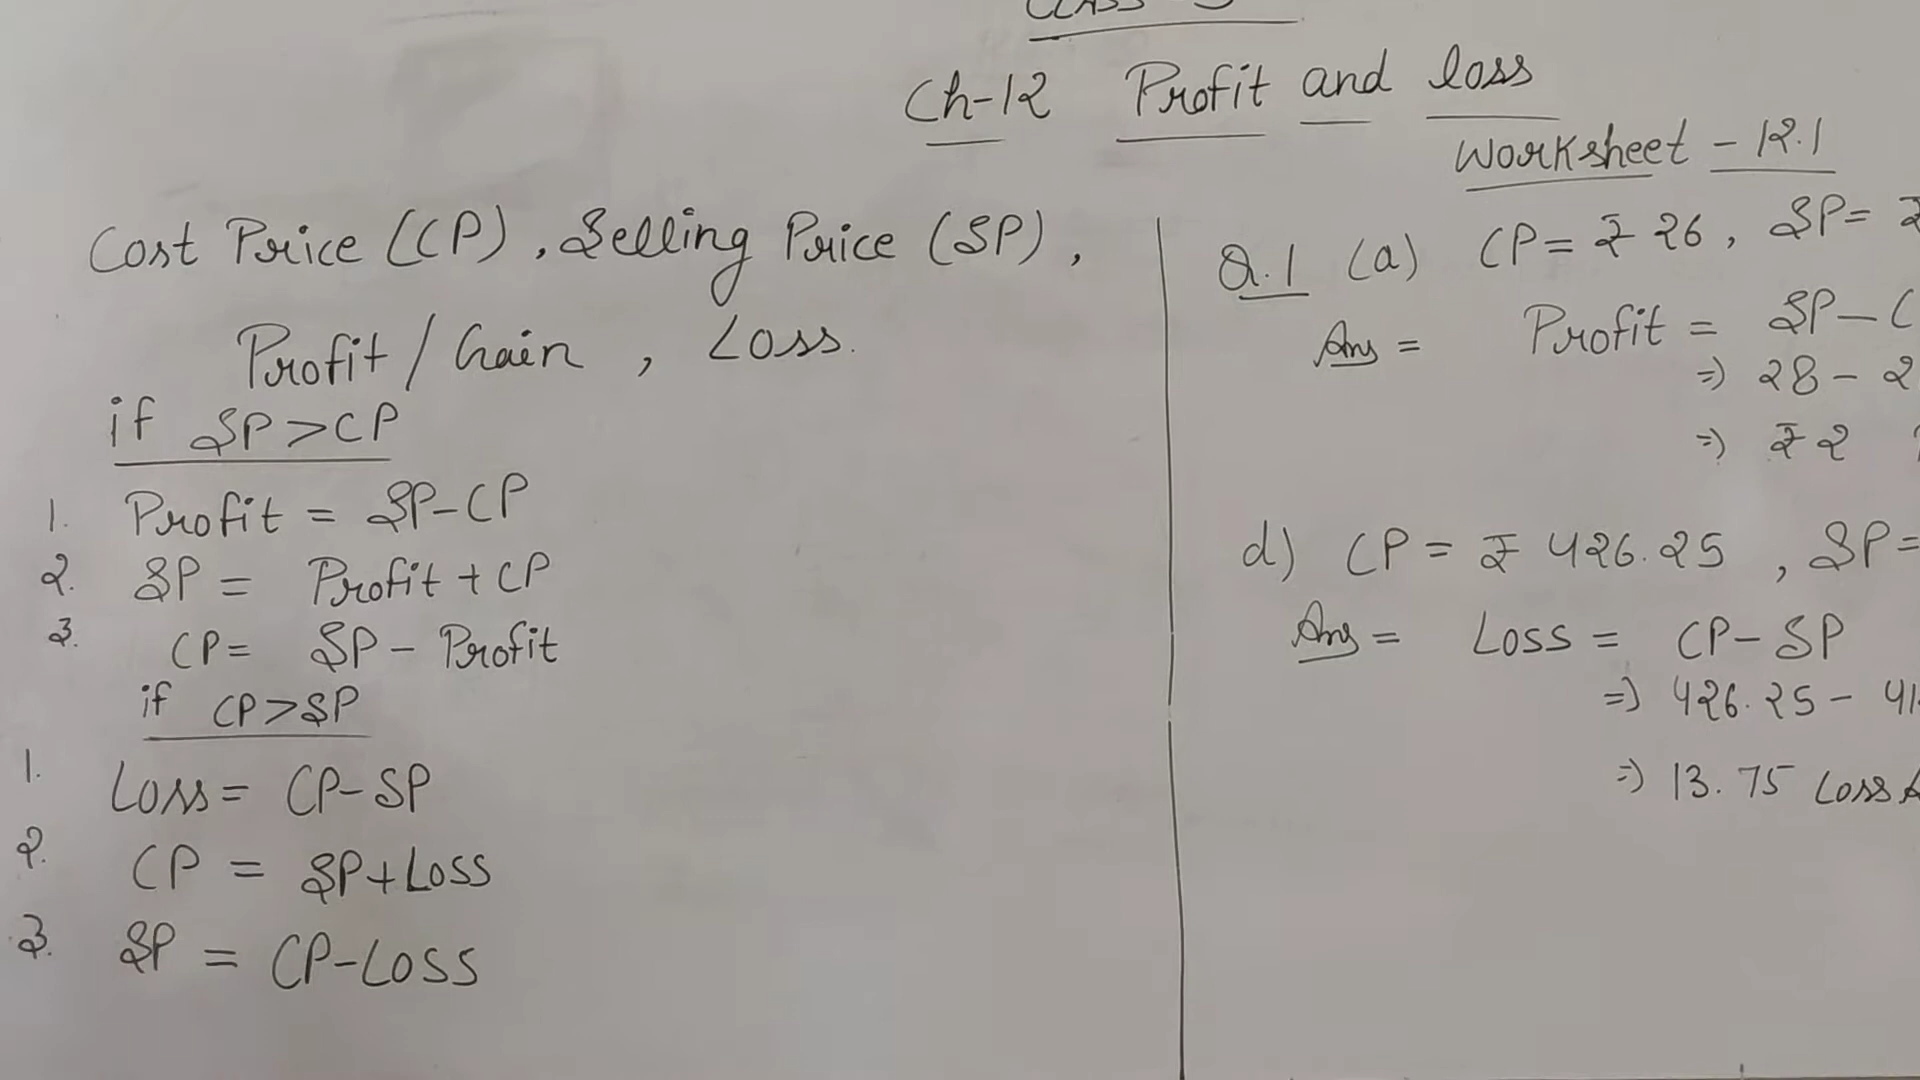 Ch-12 Profit and loss
Worksheet - 12.1
Cost Price (CP), Selling Price (SP),
Profit / Gain, Loss.
if SP>CP
1. Profit = SP-CP
2. SP = Profit + CP
3. CP= SP - Profit
if CP>SP
1. Loss= CP-SP
2. CP = SP+Loss
3. SP = CP-Loss
Q.1 (a) CP= ₹ 26, SP=
Ans = Profit = SP-
=) 28 - 2
=) ₹ 2
d) CP = ₹ 426.25, SP=
Ans = Loss = CP- SP
=) 426.25 - 41
=) 13.75 Loss